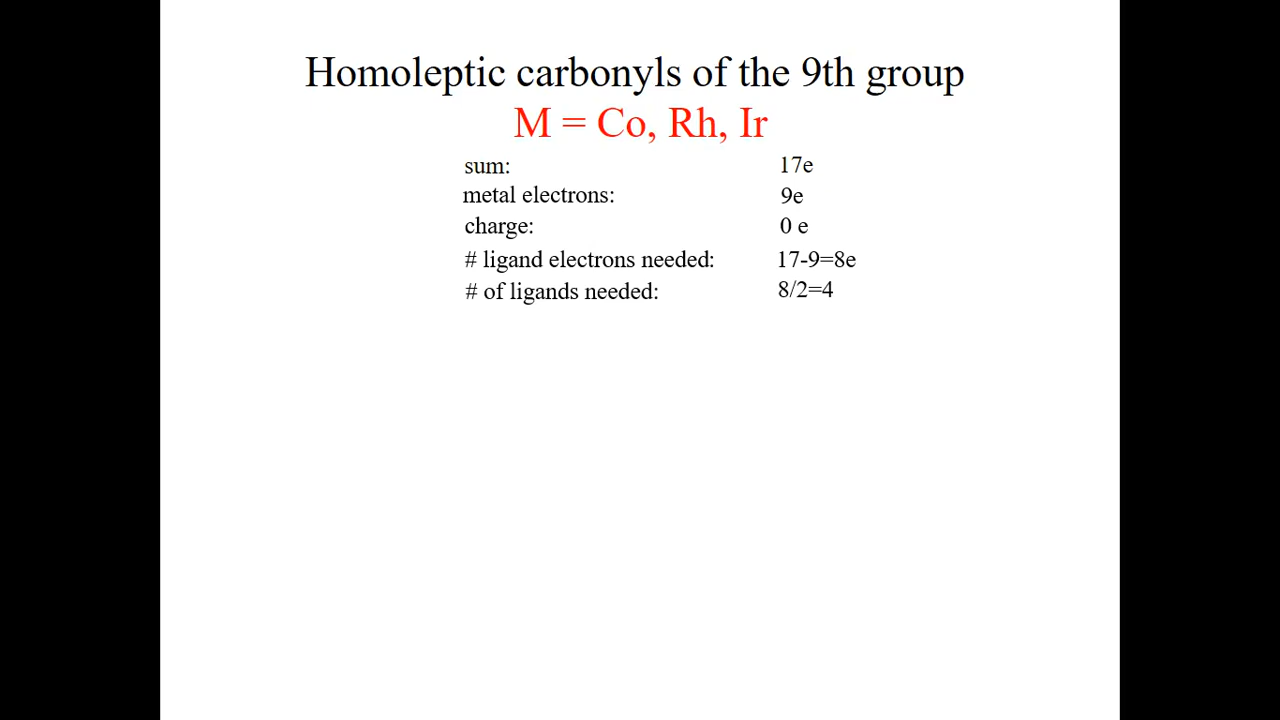 Homoleptic carbonyls of the 9th group
M = Co, Rh, Ir
sum: 17e
metal electrons: 9e
charge: 0 e
# ligand electrons needed: 17-9=8e
# of ligands needed: 8/2=4